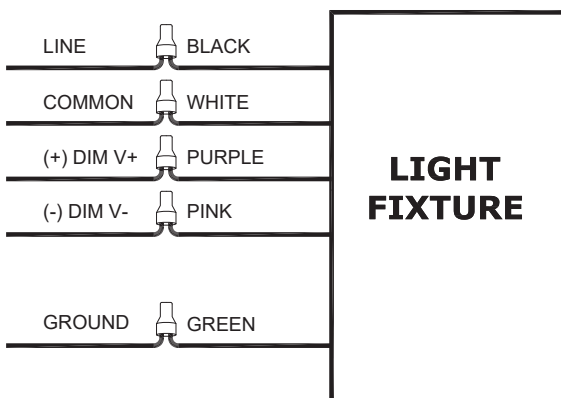 LINE BLACK
COMMON WHITE
(+) DIM V+ PURPLE
(-) DIM V- PINK
GROUND GREEN
LIGHT
FIXTURE